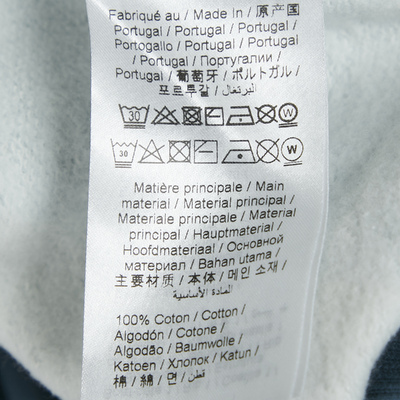 Fabriqué au / Made In / 原产国
Portugal / Portugal / Portugal /
Portogallo / Portugal / Portugal
/ Portugal / Португалии /
Portugal / 葡萄牙 / ポルトガル /
포르투갈 / البرتغال /
30 W
30 W
Matière principale / Main
material / Material principal /
Materiale principale / Material
principal / Hauptmaterial /
Hoofdmateriaal / Основной
материал / Bahan utama /
主要材质 / 本体 / 메인 소재 /
المادة الأساسية
100% Coton / Cotton /
Algodón / Cotone /
Algodão / Baumwolle /
Katoen / Хлопок / Katun /
棉 / 綿 / 면 / قطن